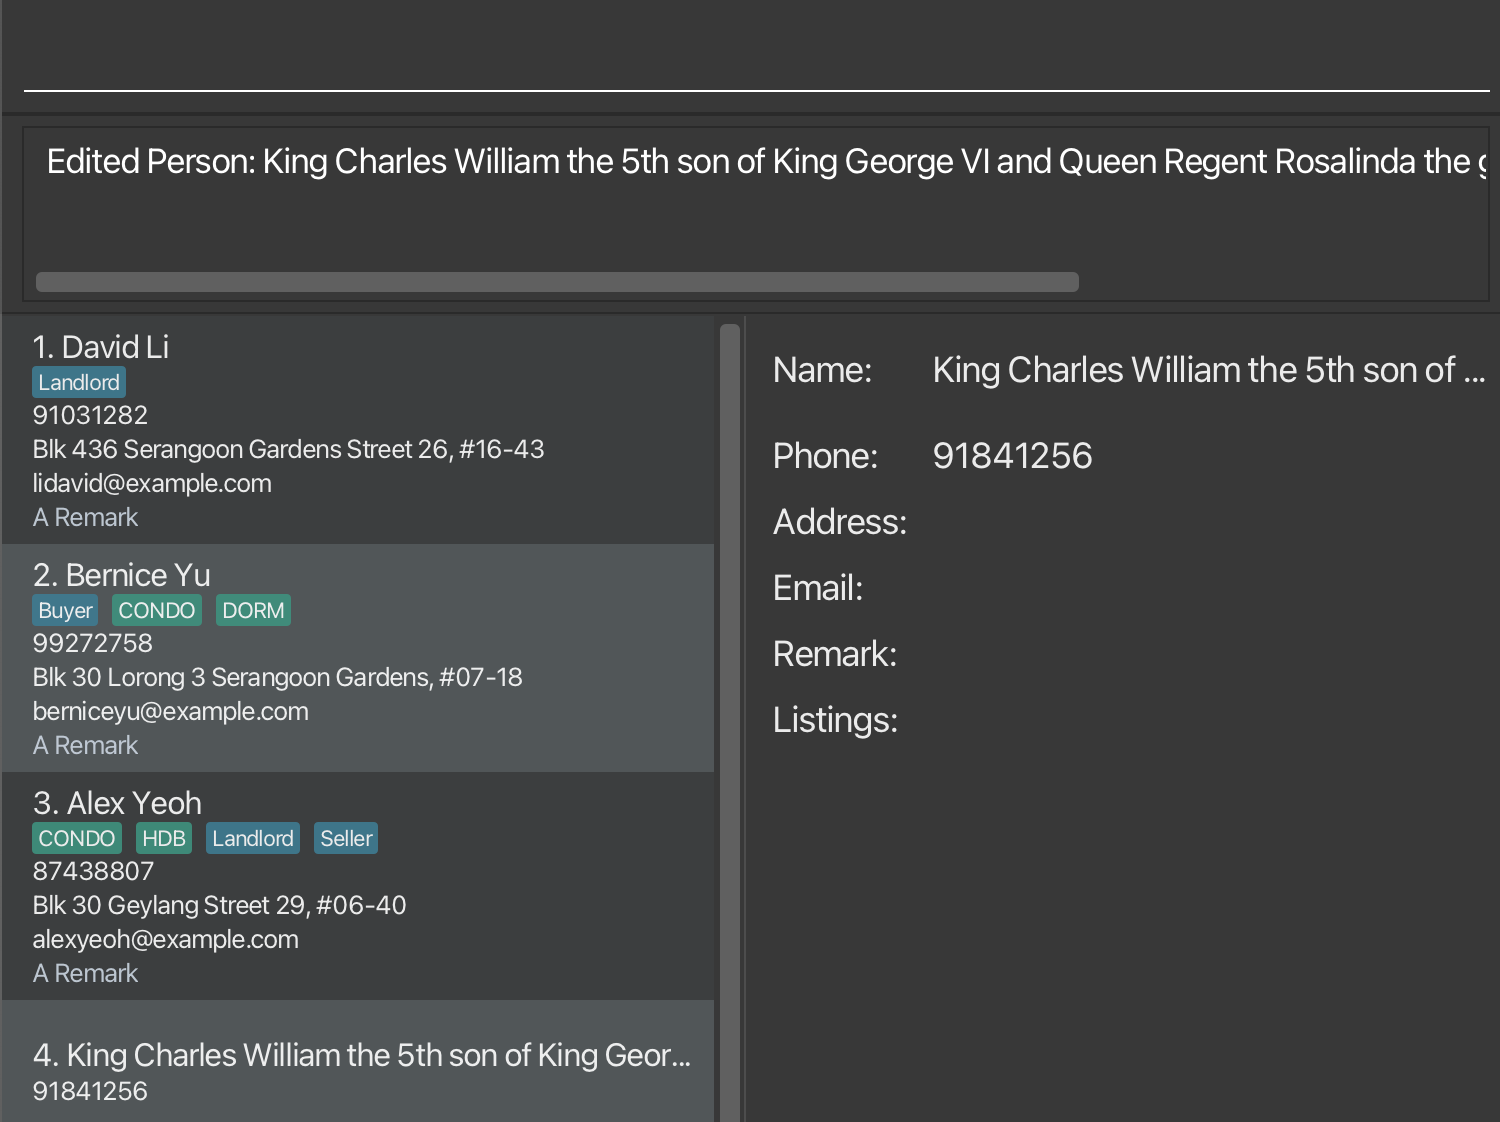 Edited Person: King Charles William the 5th son of King George VI and Queen Regent Rosalinda the
1. David Li
Landlord
91031282
Blk 436 Serangoon Gardens Street 26, #16-43
lidavid@example.com
A Remark
2. Bernice Yu
Buyer CONDO DORM
99272758
Blk 30 Lorong 3 Serangoon Gardens, #07-18
berniceyu@example.com
A Remark
3. Alex Yeoh
CONDO HDB Landlord Seller
87438807
Blk 30 Geylang Street 29, #06-40
alexyeoh@example.com
A Remark
4. King Charles William the 5th son of King Geor...
91841256
Name: King Charles William the 5th son of ...
Phone: 91841256
Address:
Email:
Remark:
Listings: